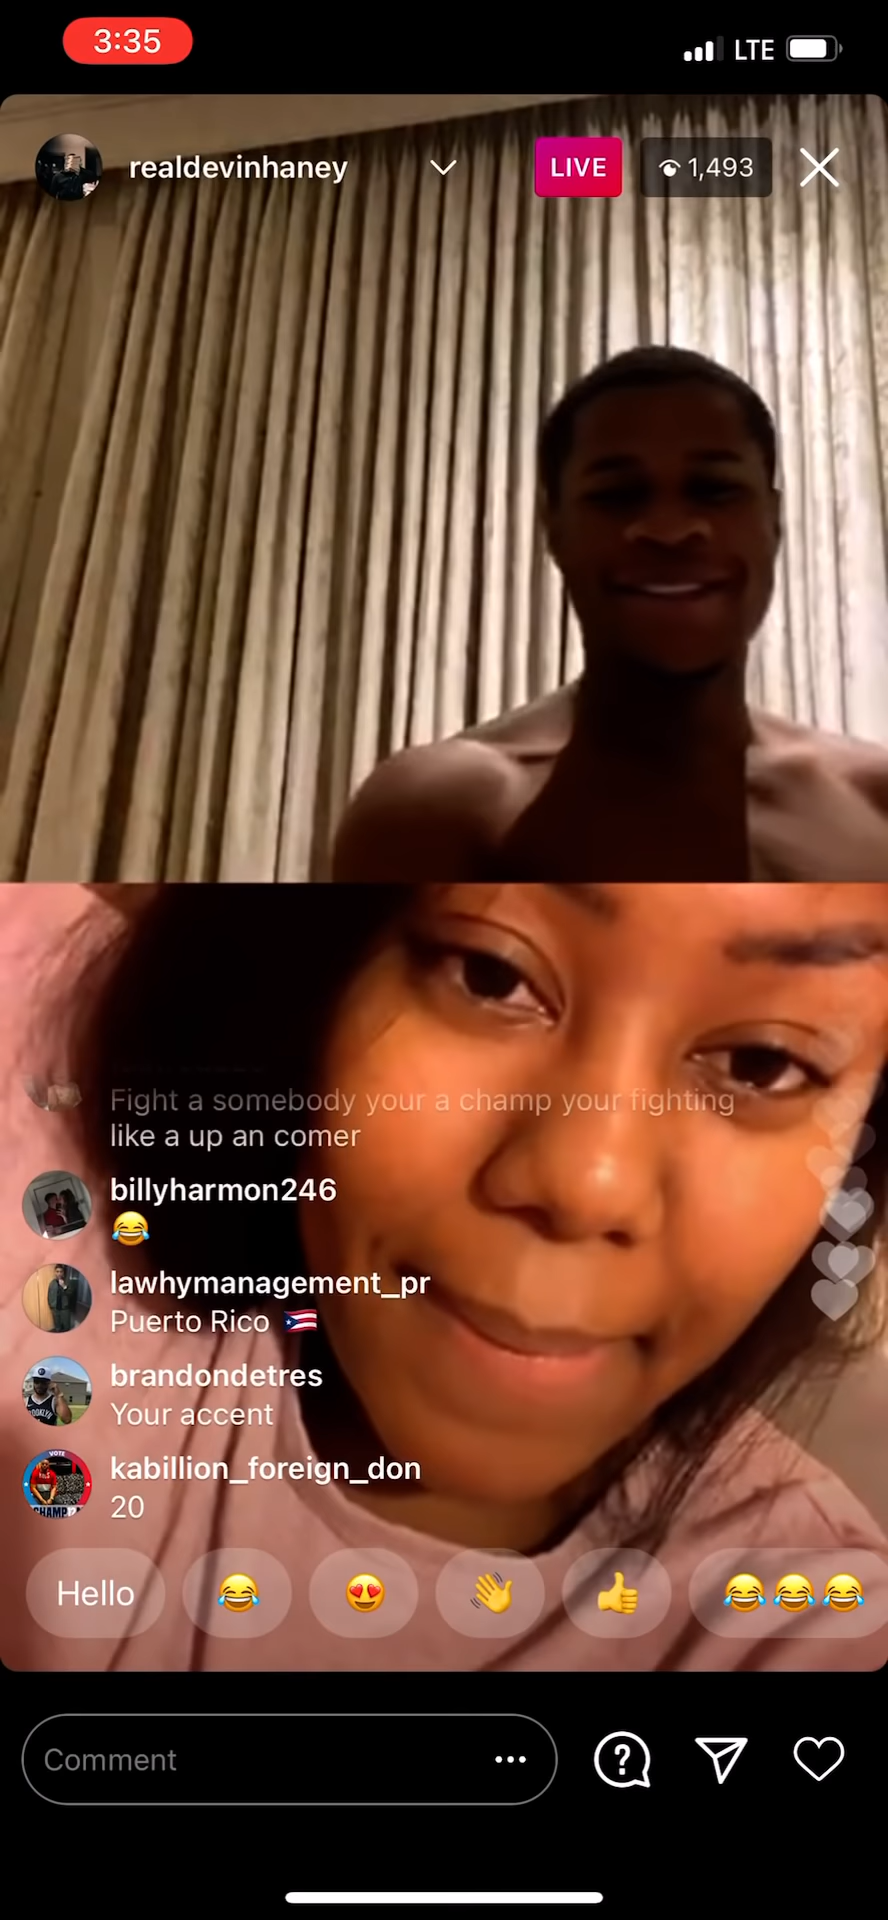 3:35
LTE
realdevinhaney
LIVE
1,493
Fight a somebody your a champ your fighting
like a up an comer
billyharmon246
😂
lawhymanagement_pr
Puerto Rico 🇵🇷
brandondetres
Your accent
kabillion_foreign_don
20
Hello 😂 😍 👋 👍 😂😂😂
Comment